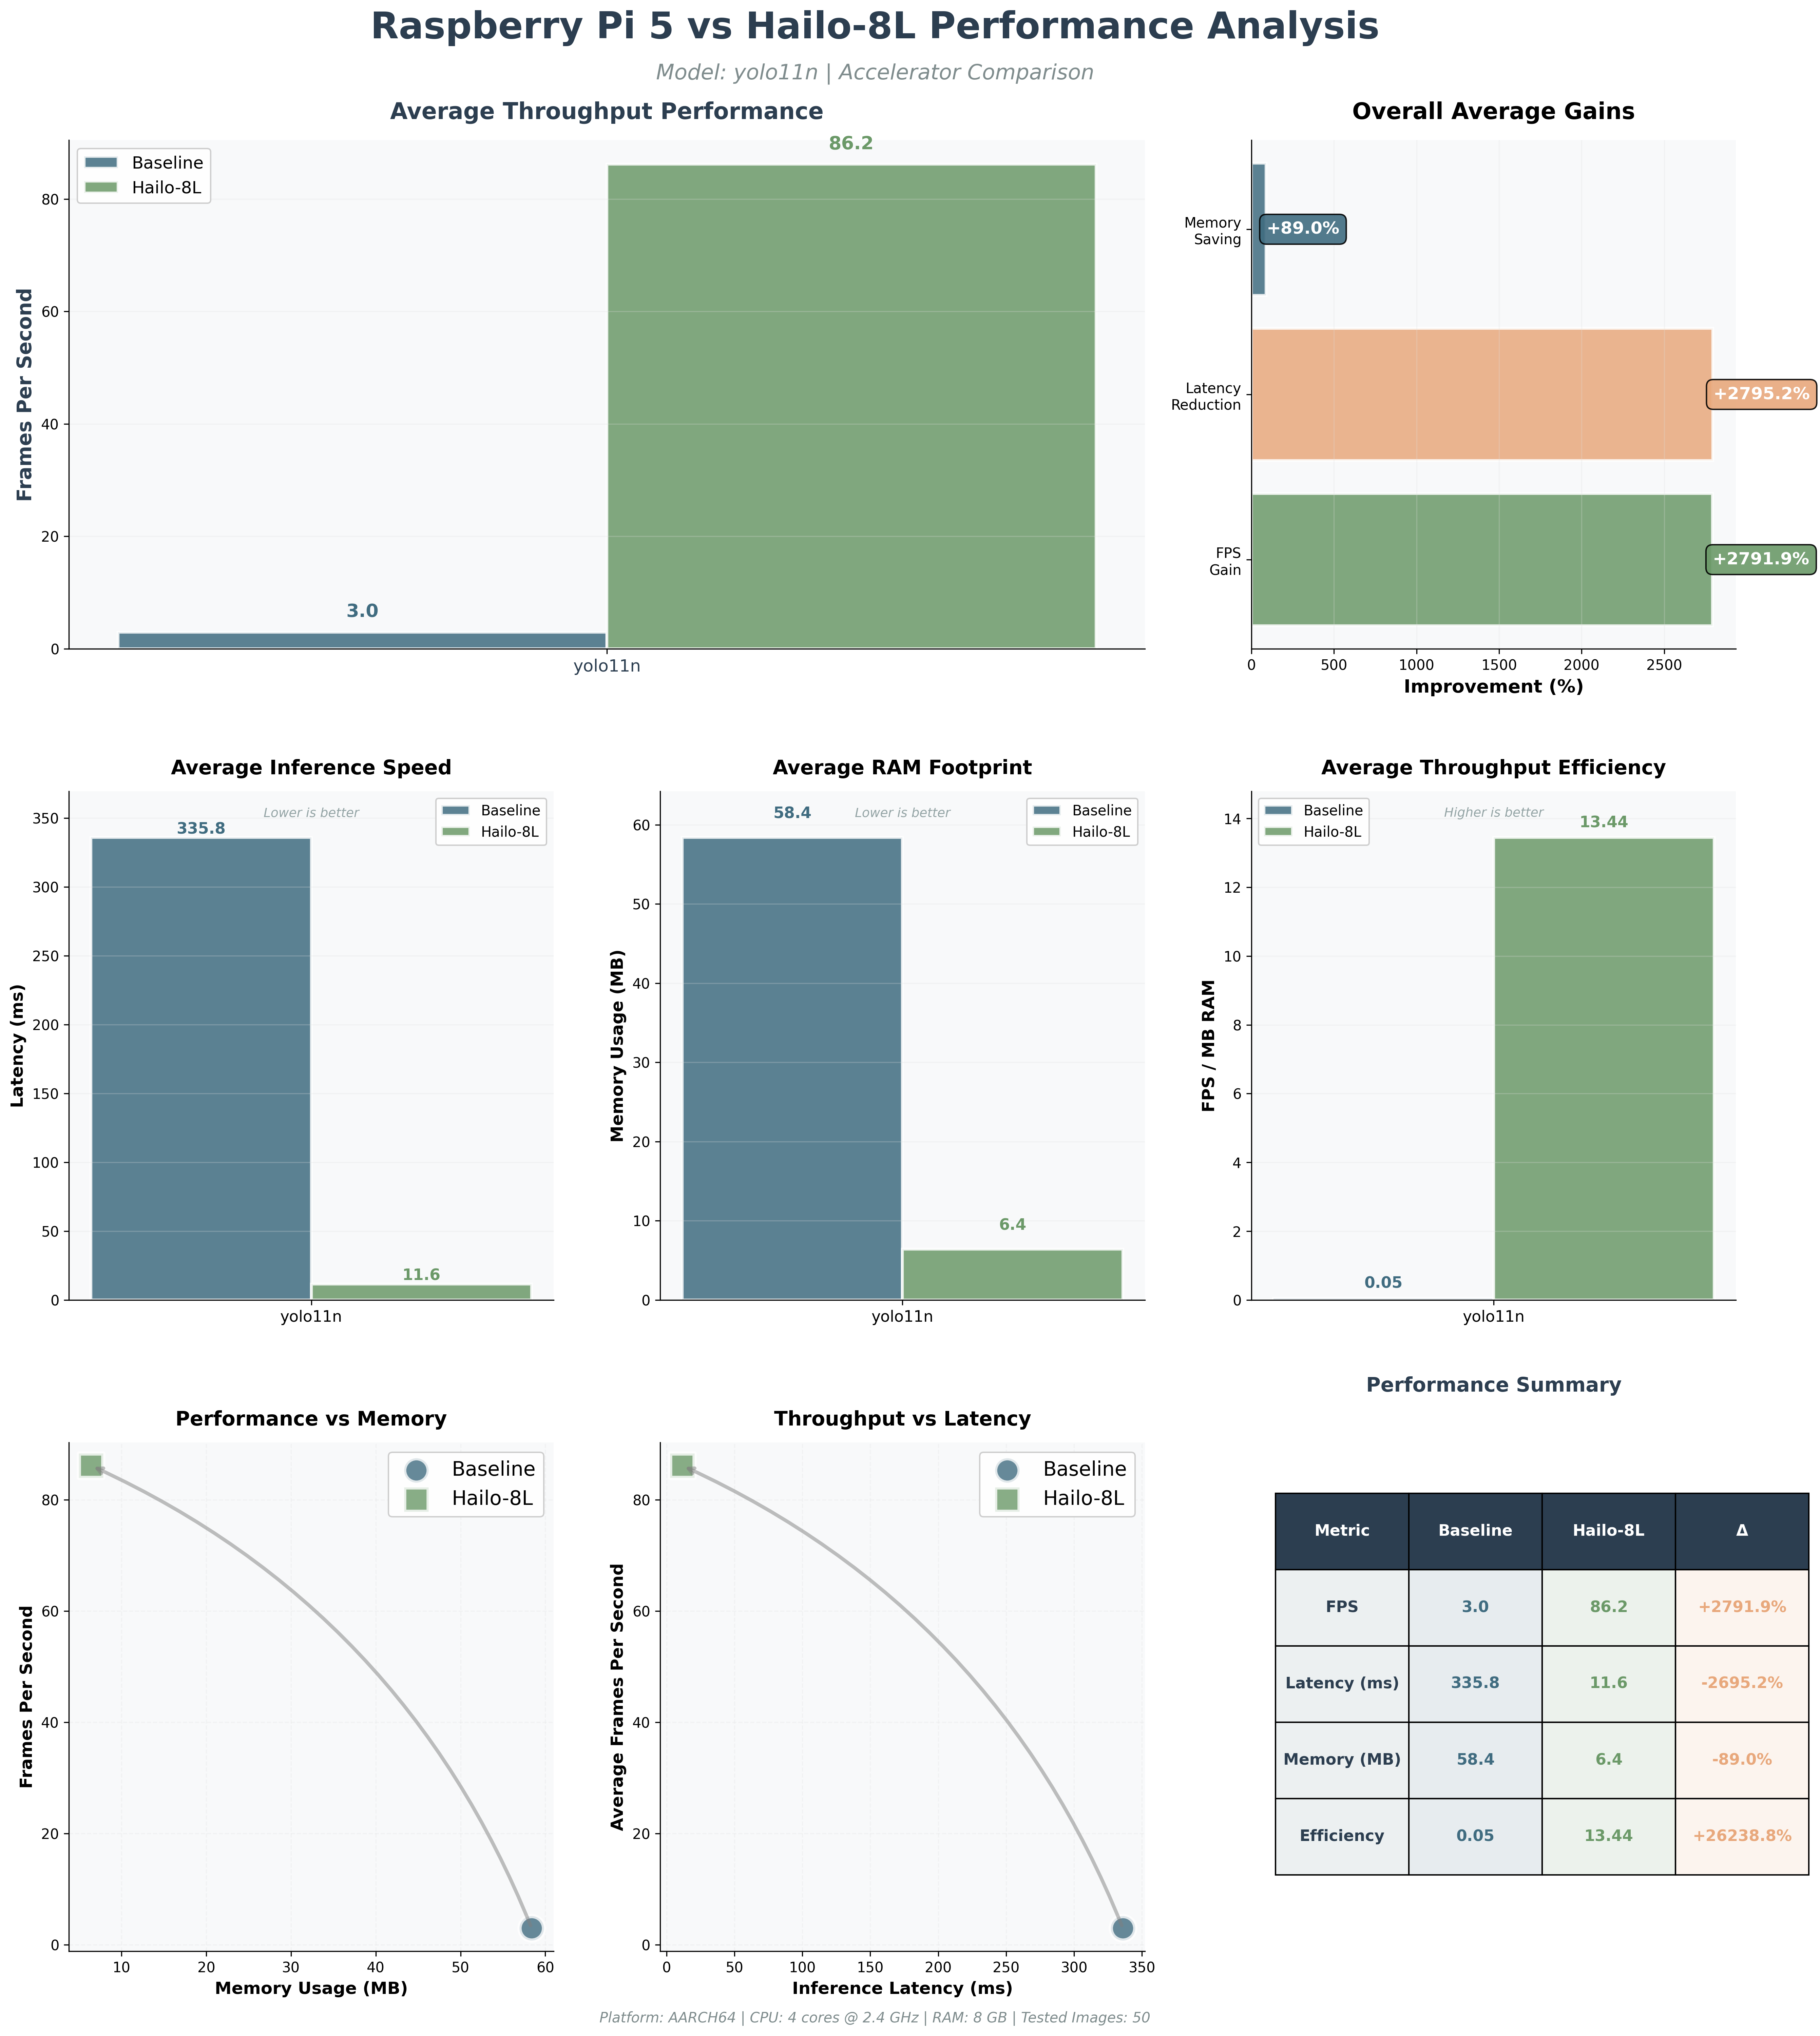 Raspberry Pi 5 vs Hailo-8L Performance Analysis
Model: yolo11n | Accelerator Comparison
Average Throughput Performance
Baseline
Hailo-8L
86.2
3.0
80
60
40
20
0
Frames Per Second
yolo11n
Overall Average Gains
Memory
Saving
+89.0%
Latency
Reduction
+2795.2%
FPS
Gain
+2791.9%
0 500 1000 1500 2000 2500
Improvement (%)
Average Inference Speed
Lower is better
Baseline
Hailo-8L
335.8
11.6
350
300
250
200
150
100
50
0
Latency (ms)
yolo11n
Average RAM Footprint
58.4
Lower is better
Baseline
Hailo-8L
6.4
60
50
40
30
20
10
0
Memory Usage (MB)
yolo11n
Average Throughput Efficiency
Baseline
Hailo-8L
Higher is better
13.44
0.05
14
12
10
8
6
4
2
0
FPS / MB RAM
yolo11n
Performance vs Memory
Baseline
Hailo-8L
80
60
40
20
0
Frames Per Second
10 20 30 40 50 60
Memory Usage (MB)
Throughput vs Latency
Baseline
Hailo-8L
80
60
40
20
0
Average Frames Per Second
0 50 100 150 200 250 300 350
Inference Latency (ms)
Performance Summary
Metric Baseline Hailo-8L Δ
FPS 3.0 86.2 +2791.9%
Latency (ms) 335.8 11.6 -2695.2%
Memory (MB) 58.4 6.4 -89.0%
Efficiency 0.05 13.44 +26238.8%
Platform: AARCH64 | CPU: 4 cores @ 2.4 GHz | RAM: 8 GB | Tested Images: 50